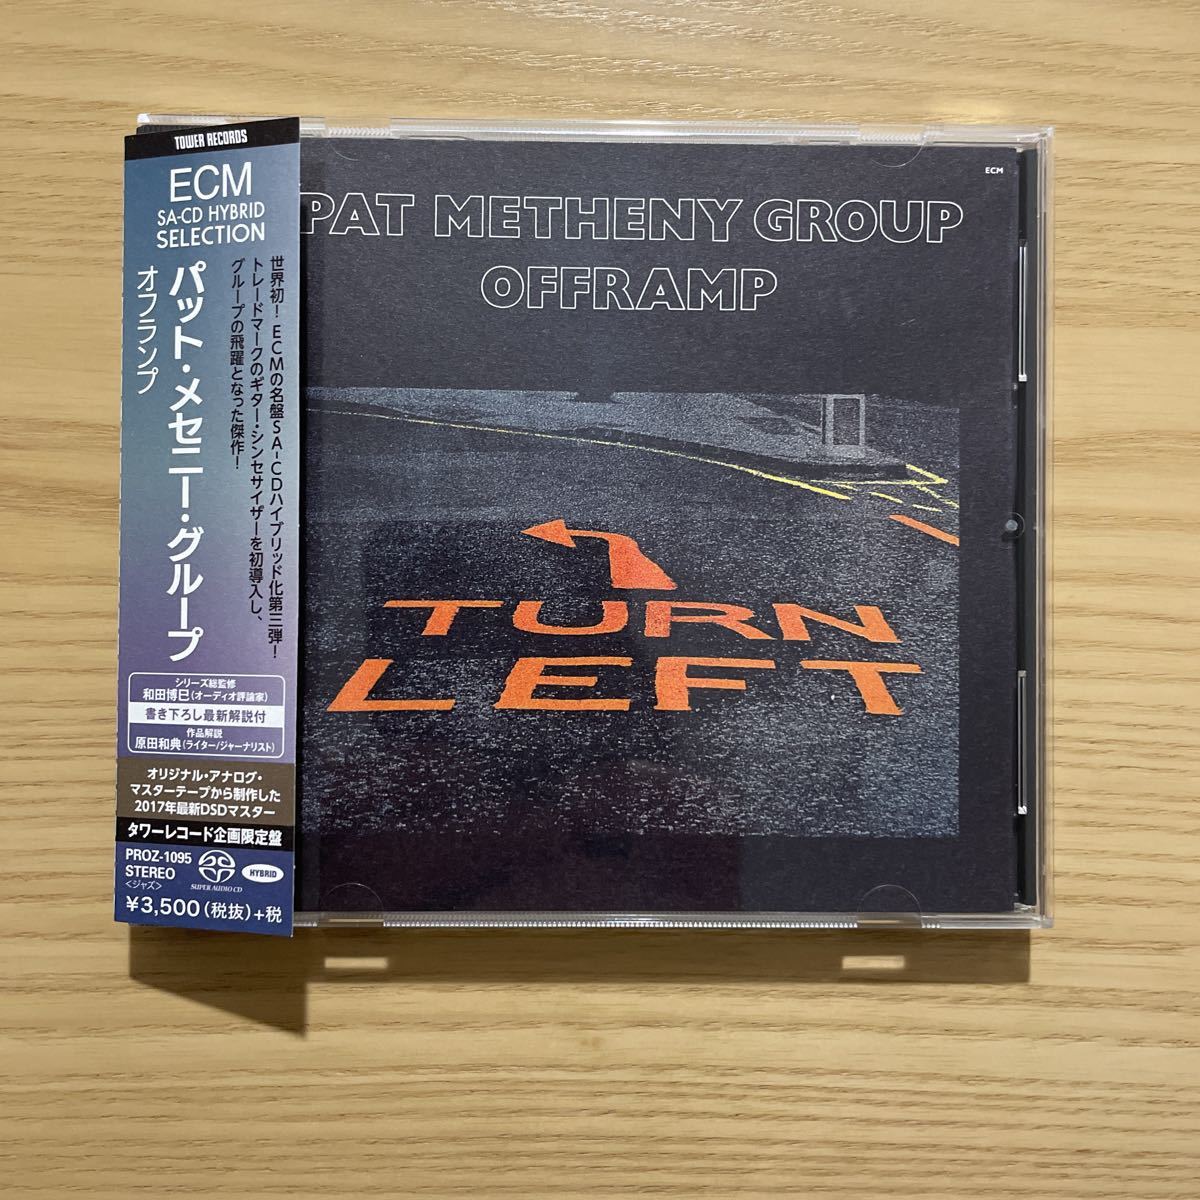 TOWER RECORDS
ECM
SA-CD HYBRID
SELECTION
世界初！ECMの名盤SA-CDハイブリッド化第三弾！
トレードマークのギター・シンセサイザーを初導入し、
グループの飛躍となった傑作！
パット・メセニー・グループ
オフランプ
シリーズ総監修
和田博巳(オーディオ評論家)
書き下ろし最新解説付
作品解説
原田和典(ライター/ジャーナリスト)
オリジナル・アナログ・
マスターテープから制作した
2017年最新DSDマスター
タワーレコード企画限定盤
PROZ-1095
STEREO
<ジャズ>
SUPER AUDIO CD
HYBRID
¥3,500(税抜)+税
ECM
PAT METHENY GROUP
OFFRAMP
TURN
LEFT